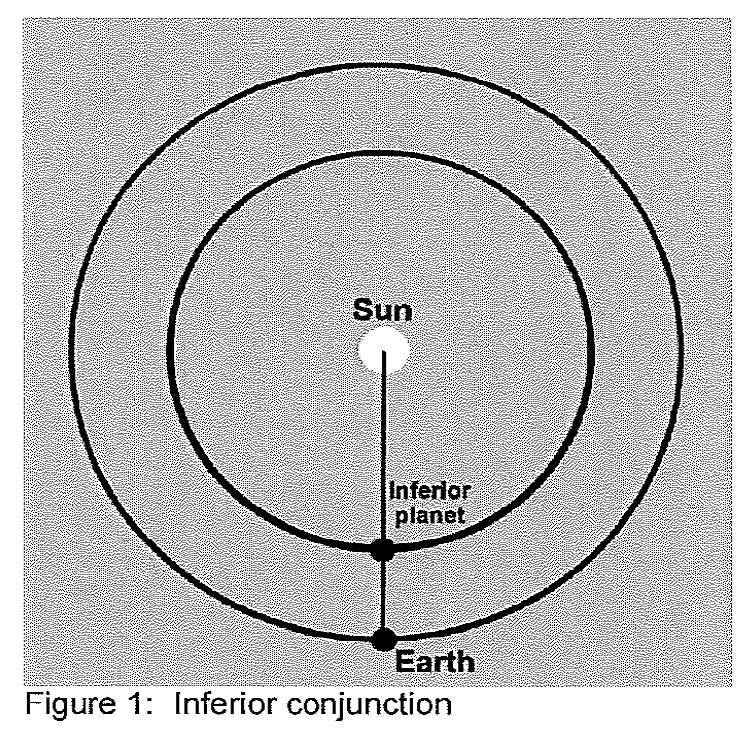 Sun
Inferior
planet
Earth
Figure 1: Inferior conjunction